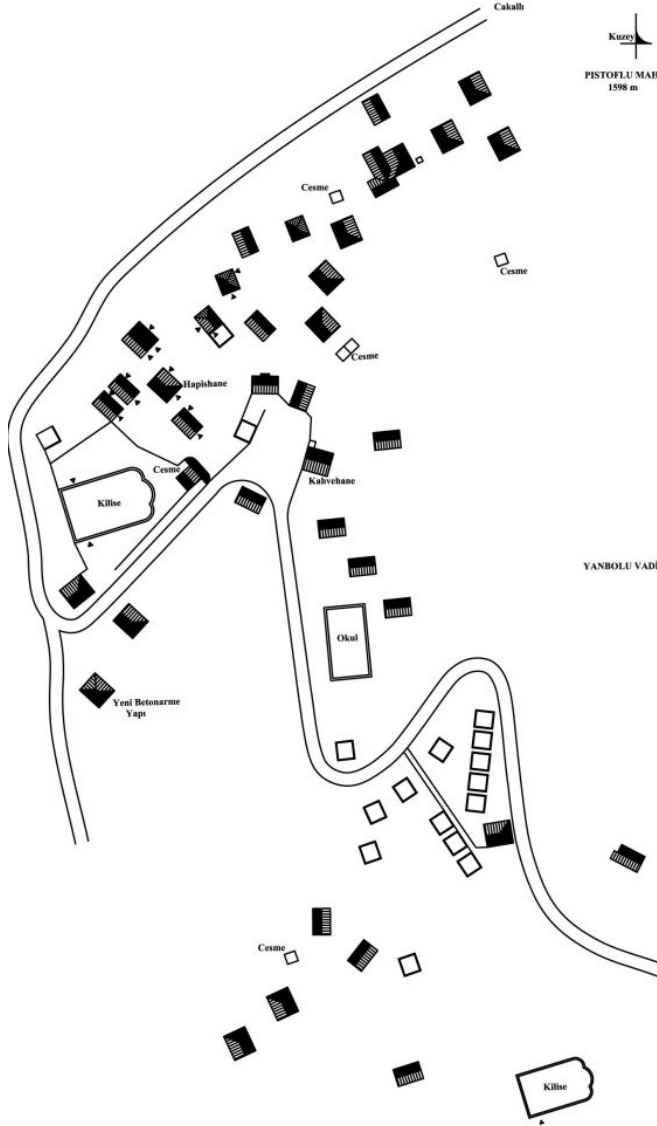 Cakallı
Kuzey
PISTOFLU MAH
1598 m
Cesme
Cesme
Cesme
Hapishane
Cesme
Kahvehane
Kilise
YANBOLU VADİ
Okul
Yeni Betonarme
Yapı
Cesme
Kilise